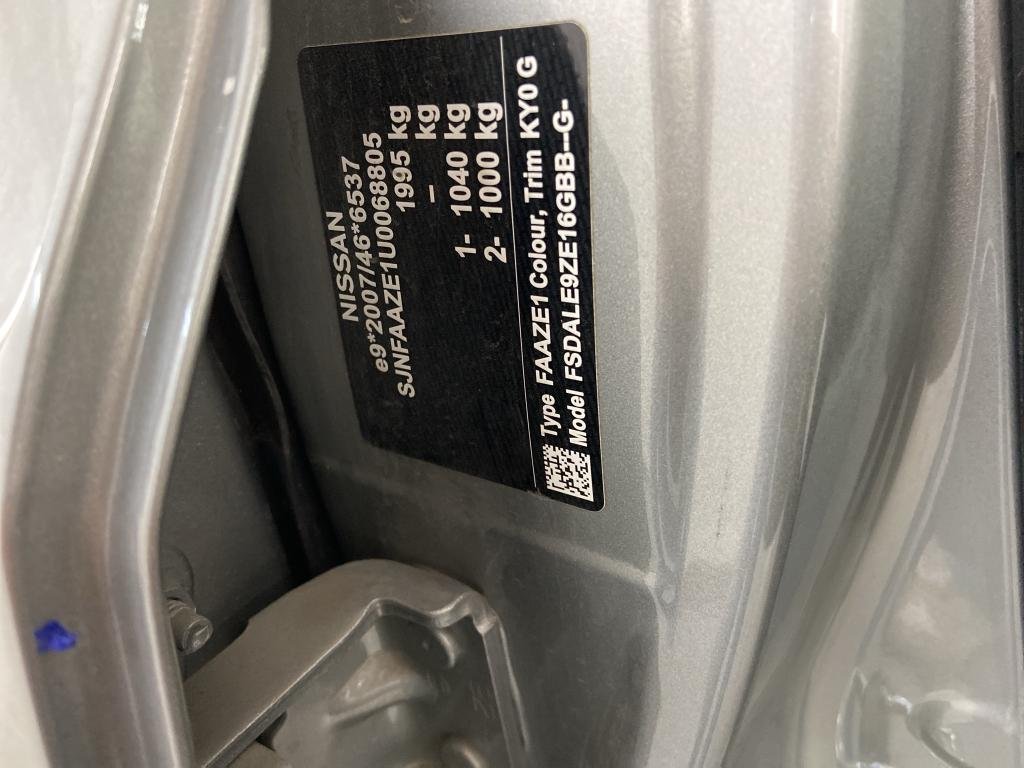 NISSAN
e9*2007/46*6537
SJNFAAZE1U0068805
1995 kg
– kg
1- 1040 kg
2- 1000 kg
Type FAAZE1 Colour, Trim KY0 G
Model FSDALE9ZE16GBB--G-